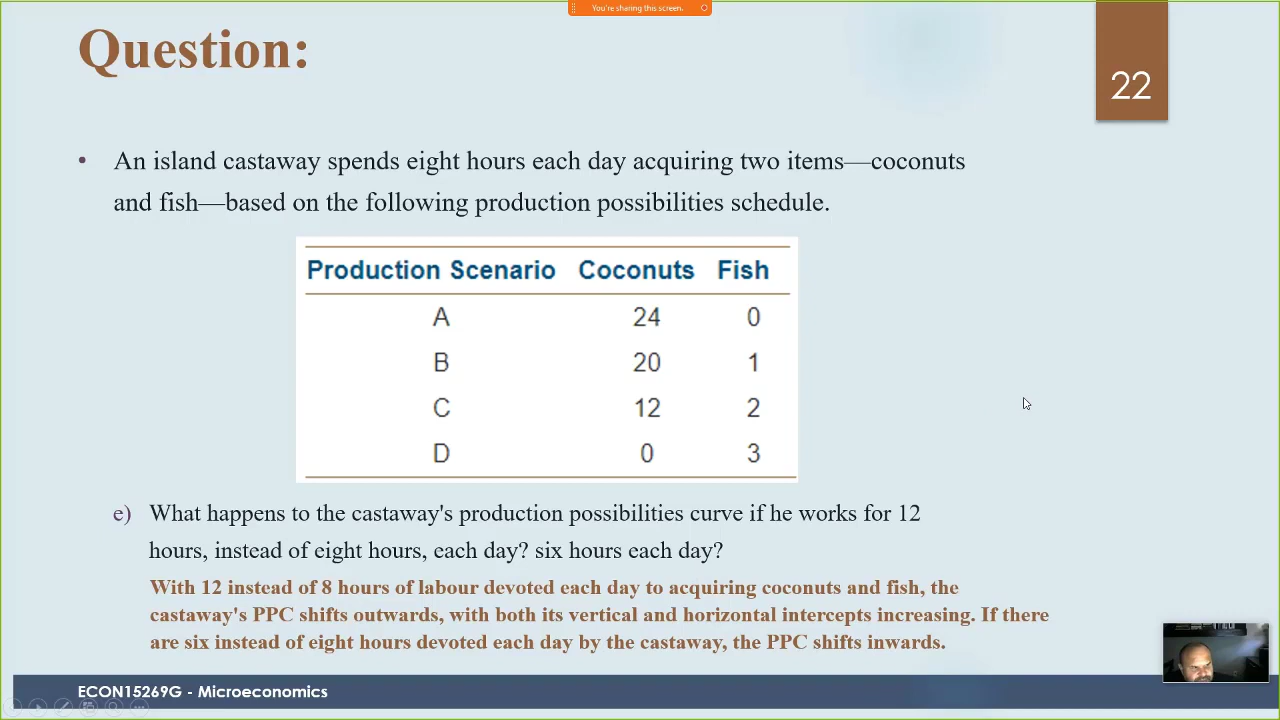 You're sharing this screen.
Question:
22
• An island castaway spends eight hours each day acquiring two items—coconuts
and fish—based on the following production possibilities schedule.
Production Scenario Coconuts Fish
A 24 0
B 20 1
C 12 2
D 0 3
e) What happens to the castaway's production possibilities curve if he works for 12
hours, instead of eight hours, each day? six hours each day?
With 12 instead of 8 hours of labour devoted each day to acquiring coconuts and fish, the
castaway's PPC shifts outwards, with both its vertical and horizontal intercepts increasing. If there
are six instead of eight hours devoted each day by the castaway, the PPC shifts inwards.
ECON15269G - Microeconomics